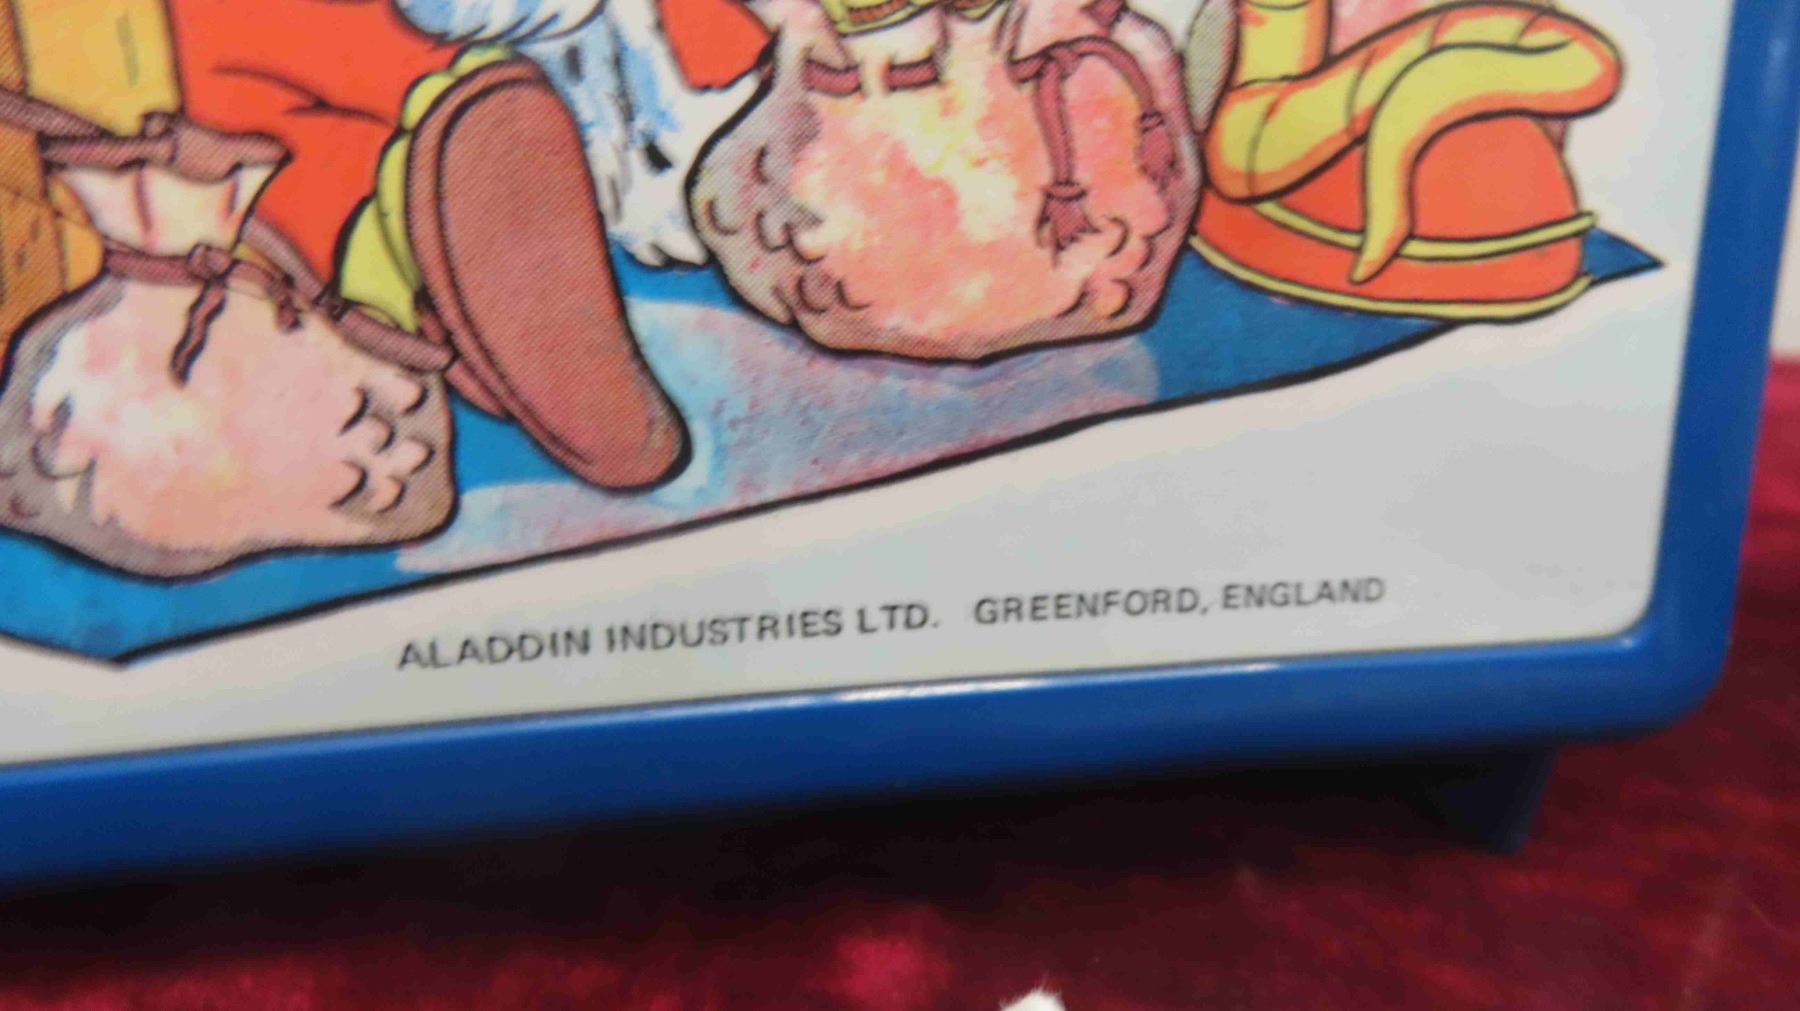 ALADDIN INDUSTRIES LTD. GREENFORD, ENGLAND